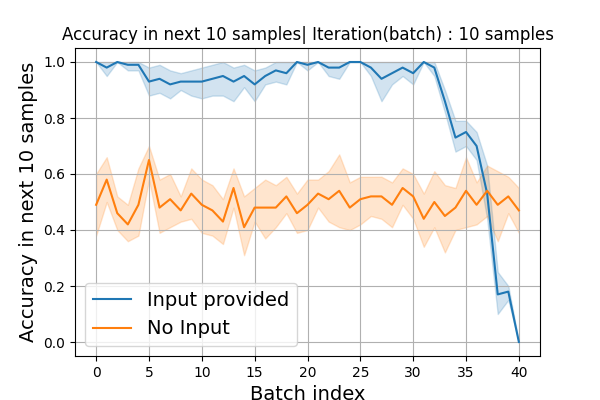 Accuracy in next 10 samples| Iteration(batch) : 10 samples
Accuracy in next 10 samples
1.0
0.8
0.6
0.4
0.2
0.0
Input provided
No Input
0 5 10 15 20 25 30 35 40
Batch index